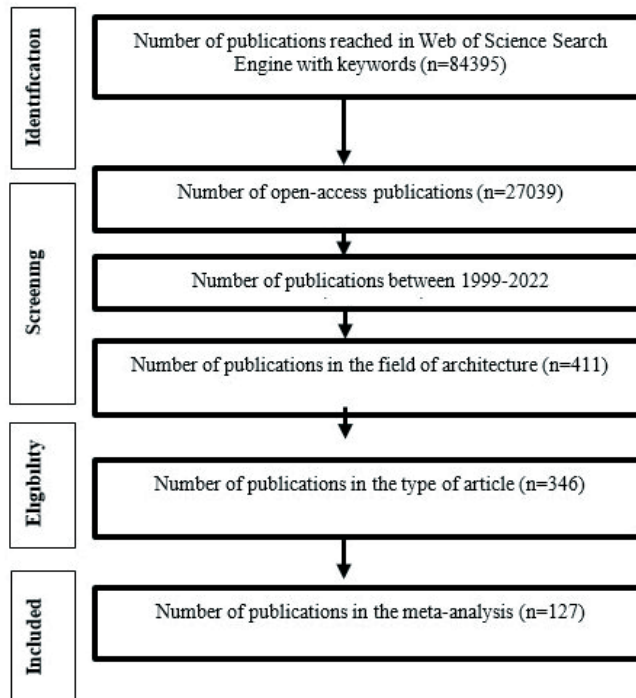 Identification
Number of publications reached in Web of Science Search
Engine with keywords (n=84395)
Screening
Number of open-access publications (n=27039)
Number of publications between 1999-2022
Number of publications in the field of architecture (n=411)
Eligibility
Number of publications in the type of article (n=346)
Included
Number of publications in the meta-analysis (n=127)